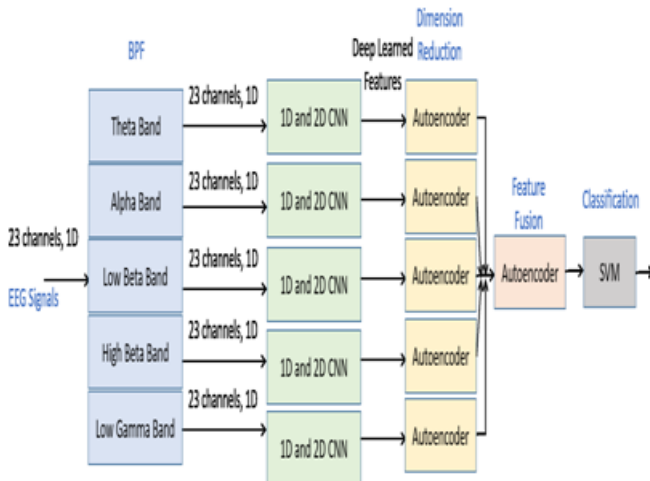 BPF
Deep Learned
Features
Dimension
Reduction
23 channels, 1D
EEG Signals
Theta Band
23 channels, 1D
1D and 2D CNN
Autoencoder
Alpha Band
23 channels, 1D
1D and 2D CNN
Autoencoder
Low Beta Band
23 channels, 1D
1D and 2D CNN
Autoencoder
High Beta Band
23 channels, 1D
1D and 2D CNN
Autoencoder
Low Gamma Band
23 channels, 1D
1D and 2D CNN
Autoencoder
Feature
Fusion
Autoencoder
Classification
SVM